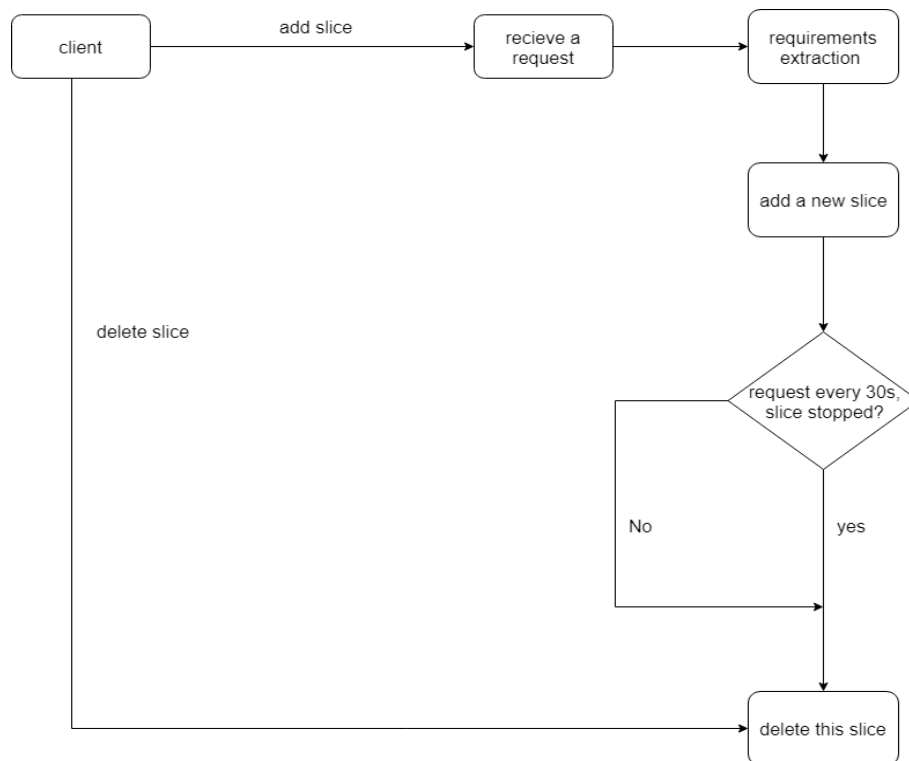 client
add slice
recieve a
request
requirements
extraction
add a new slice
delete slice
request every 30s,
slice stopped?
No
yes
delete this slice